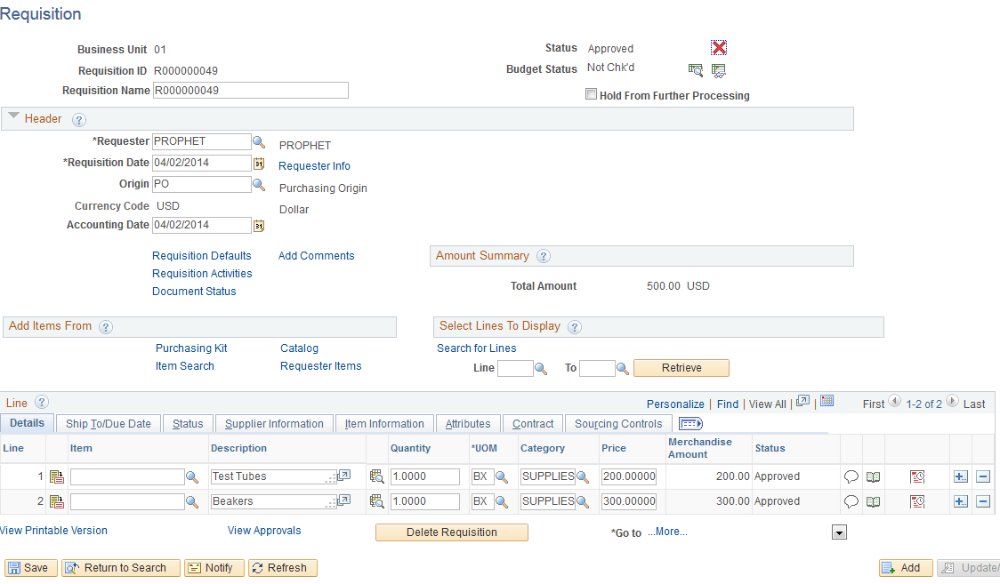 Requisition
Business Unit 01
Status Approved
Requisition ID R000000049
Budget Status Not Chk'd
Requisition Name R000000049
Hold From Further Processing
Header ?
*Requester PROPHET PROPHET
*Requisition Date 04/02/2014 31 Requester Info
Origin PO Purchasing Origin
Currency Code USD Dollar
Accounting Date 04/02/2014 31
Requisition Defaults Add Comments
Amount Summary ?
Requisition Activities
Total Amount 500.00 USD
Document Status
Add Items From ?
Select Lines To Display ?
Purchasing Kit Catalog
Search for Lines
Item Search Requester Items
Line To Retrieve
Line ?
Personalize | Find | View All | | First 1-2 of 2 Last
Details Ship To/Due Date Status Supplier Information Item Information Attributes Contract Sourcing Controls
Line Item Description Quantity *UOM Category Price Merchandise Amount Status
1 Test Tubes 1.0000 BX SUPPLIES 200.00000 200.00 Approved
2 Beakers 1.0000 BX SUPPLIES 300.00000 300.00 Approved
View Printable Version View Approvals Delete Requisition *Go to ...More...
Save Return to Search Notify Refresh Add Update/